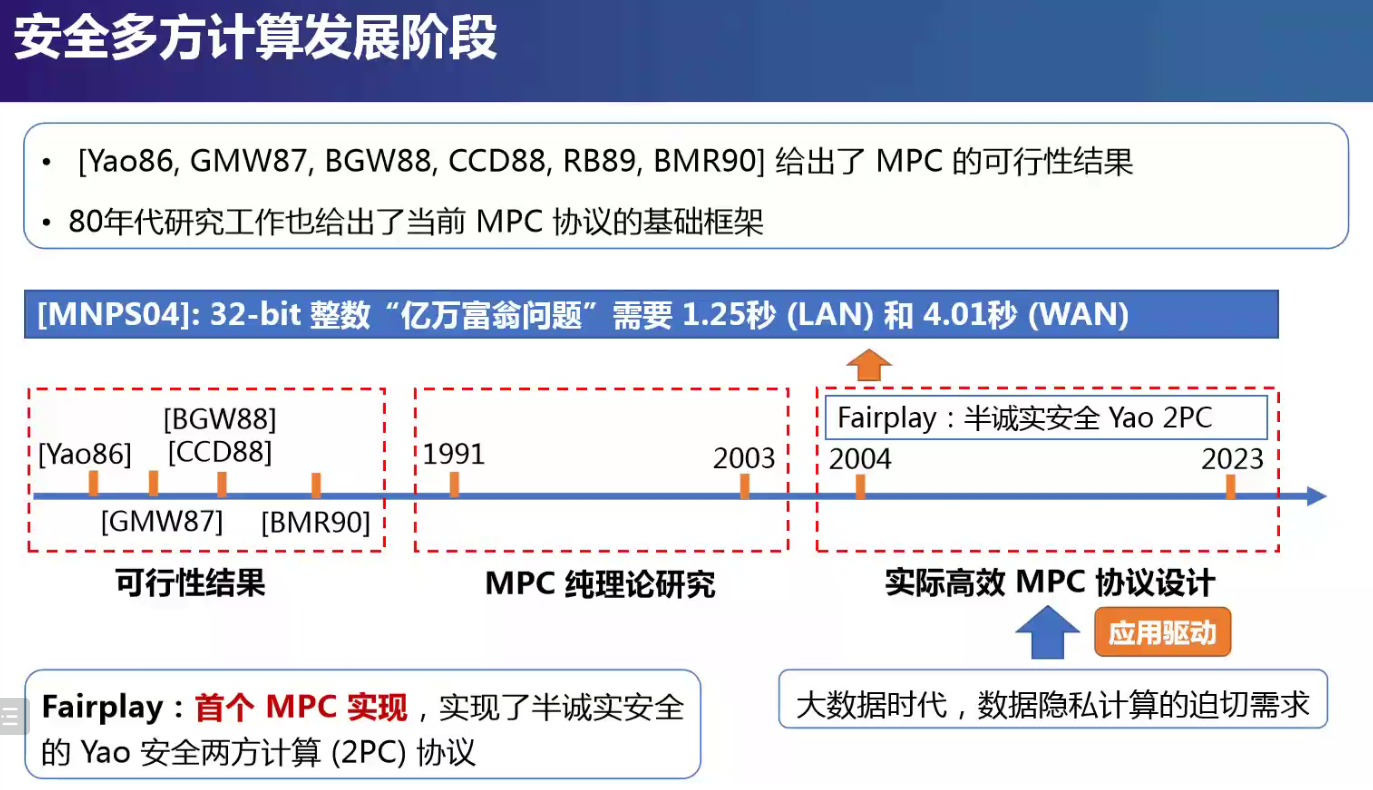 安全多方计算发展阶段
• [Yao86, GMW87, BGW88, CCD88, RB89, BMR90] 给出了 MPC 的可行性结果
• 80年代研究工作也给出了当前 MPC 协议的基础框架
[MNPS04]: 32-bit 整数“亿万富翁问题”需要 1.25秒 (LAN) 和 4.01秒 (WAN)
[Yao86]
[BGW88]
[CCD88]
[GMW87]
[BMR90]
可行性结果
1991
2003
MPC 纯理论研究
Fairplay：半诚实安全 Yao 2PC
2004
2023
实际高效 MPC 协议设计
应用驱动
Fairplay：首个 MPC 实现，实现了半诚实安全
的 Yao 安全两方计算 (2PC) 协议
大数据时代，数据隐私计算的迫切需求